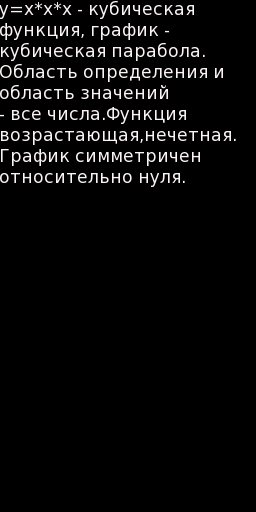 y=x*x*x - кубическая
функция, график -
кубическая парабола.
Область определения и
область значений
- все числа.Функция
возрастающая,нечетная.
График симметричен
относительно нуля.